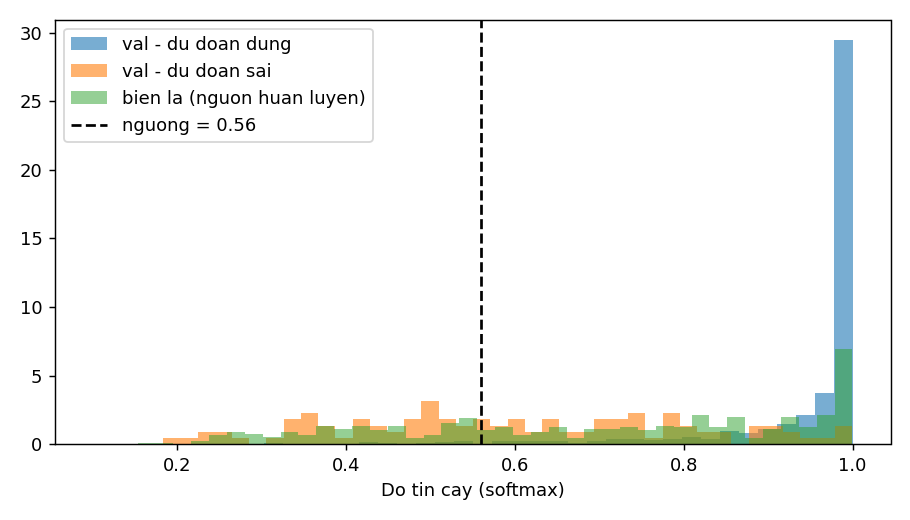 val - du doan dung
val - du doan sai
bien la (nguon huan luyen)
nguong = 0.56
30
25
20
15
10
5
0
0.2 0.4 0.6 0.8 1.0
Do tin cay (softmax)